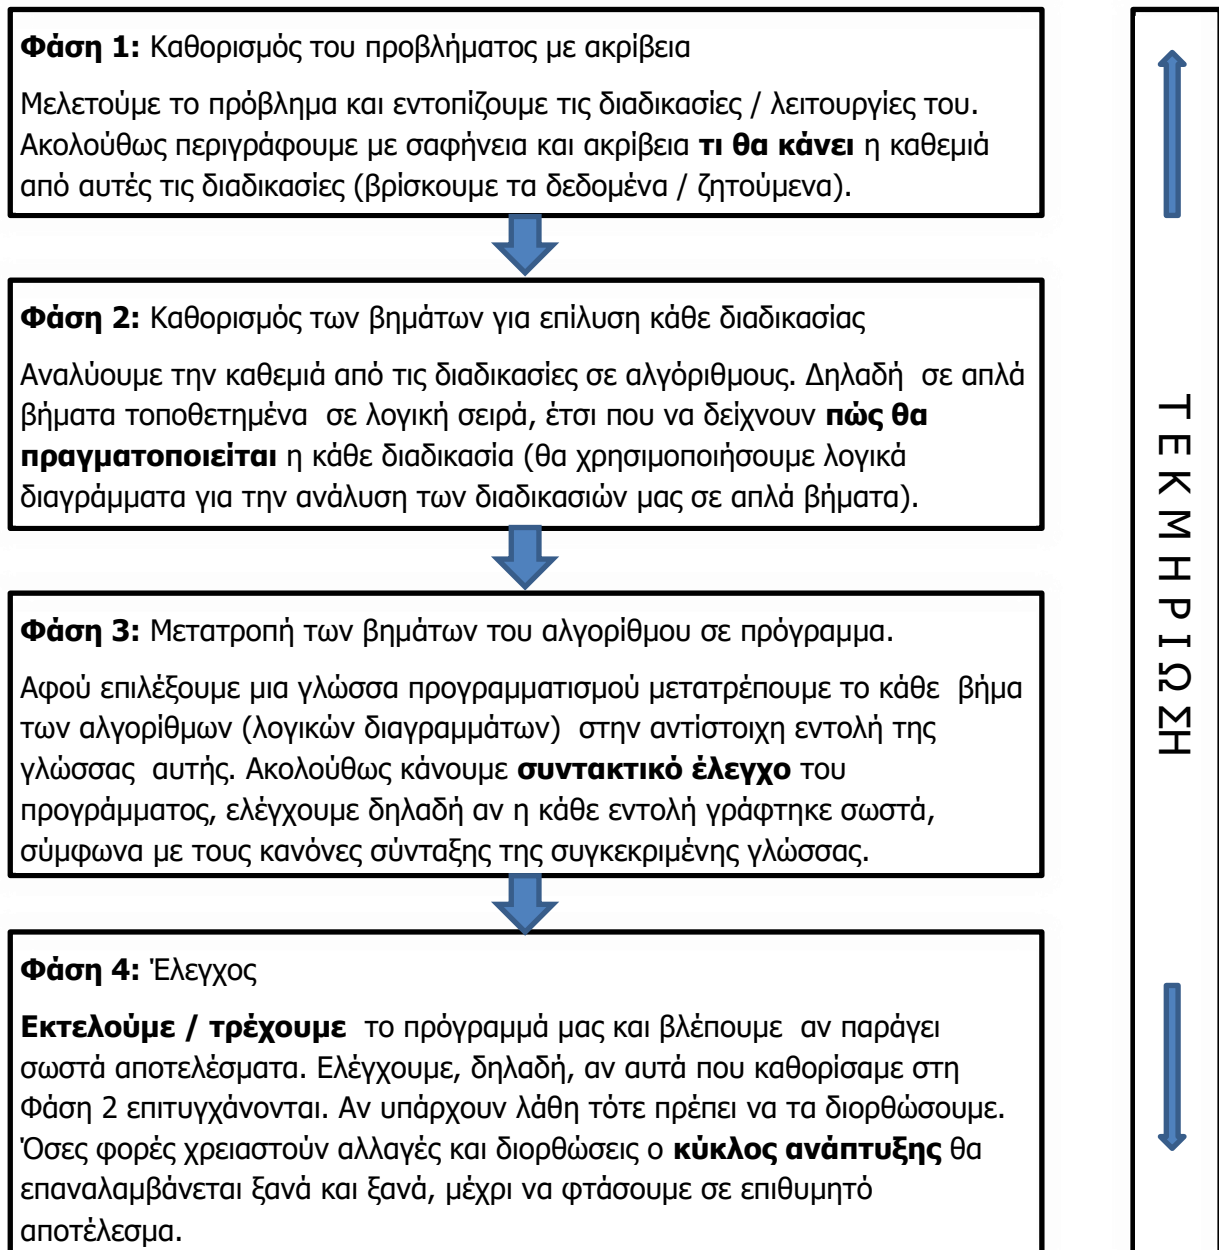 Φάση 1: Καθορισμός του προβλήματος με ακρίβεια
Μελετούμε το πρόβλημα και εντοπίζουμε τις διαδικασίες / λειτουργίες του.
Ακολούθως περιγράφουμε με σαφήνεια και ακρίβεια τι θα κάνει η καθεμιά
από αυτές τις διαδικασίες (βρίσκουμε τα δεδομένα / ζητούμενα).
Φάση 2: Καθορισμός των βημάτων για επίλυση κάθε διαδικασίας
Αναλύουμε την καθεμιά από τις διαδικασίες σε αλγόριθμους. Δηλαδή σε απλά
βήματα τοποθετημένα σε λογική σειρά, έτσι που να δείχνουν πώς θα
πραγματοποιείται η κάθε διαδικασία (θα χρησιμοποιήσουμε λογικά
διαγράμματα για την ανάλυση των διαδικασιών μας σε απλά βήματα).
Φάση 3: Μετατροπή των βημάτων του αλγορίθμου σε πρόγραμμα.
Αφού επιλέξουμε μια γλώσσα προγραμματισμού μετατρέπουμε το κάθε βήμα
των αλγορίθμων (λογικών διαγραμμάτων) στην αντίστοιχη εντολή της
γλώσσας αυτής. Ακολούθως κάνουμε συντακτικό έλεγχο του
προγράμματος, ελέγχουμε δηλαδή αν η κάθε εντολή γράφτηκε σωστά,
σύμφωνα με τους κανόνες σύνταξης της συγκεκριμένης γλώσσας.
Φάση 4: Έλεγχος
Εκτελούμε / τρέχουμε το πρόγραμμά μας και βλέπουμε αν παράγει
σωστά αποτελέσματα. Ελέγχουμε, δηλαδή, αν αυτά που καθορίσαμε στη
Φάση 2 επιτυγχάνονται. Αν υπάρχουν λάθη τότε πρέπει να τα διορθώσουμε.
Όσες φορές χρειαστούν αλλαγές και διορθώσεις ο κύκλος ανάπτυξης θα
επαναλαμβάνεται ξανά και ξανά, μέχρι να φτάσουμε σε επιθυμητό
αποτέλεσμα.
Τ Ε Κ Μ Η Ρ Ι Ω ΣΗ